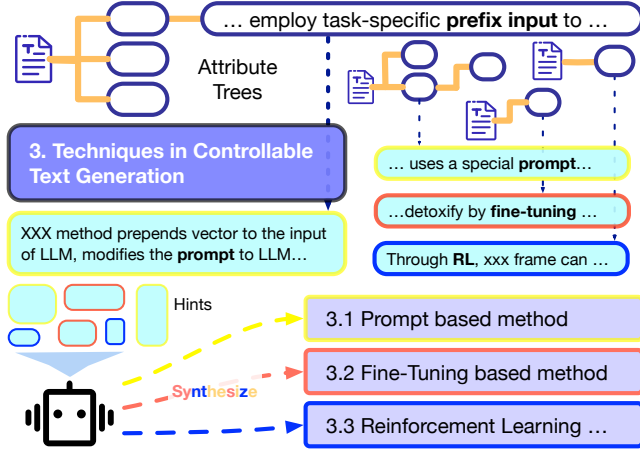 … employ task-specific prefix input to …
Attribute
Trees
3. Techniques in Controllable
Text Generation
… uses a special prompt…
…detoxify by fine-tuning …
XXX method prepends vector to the input
of LLM, modifies the prompt to LLM…
Through RL, xxx frame can …
Hints
3.1 Prompt based method
Synthesize
3.2 Fine-Tuning based method
3.3 Reinforcement Learning …